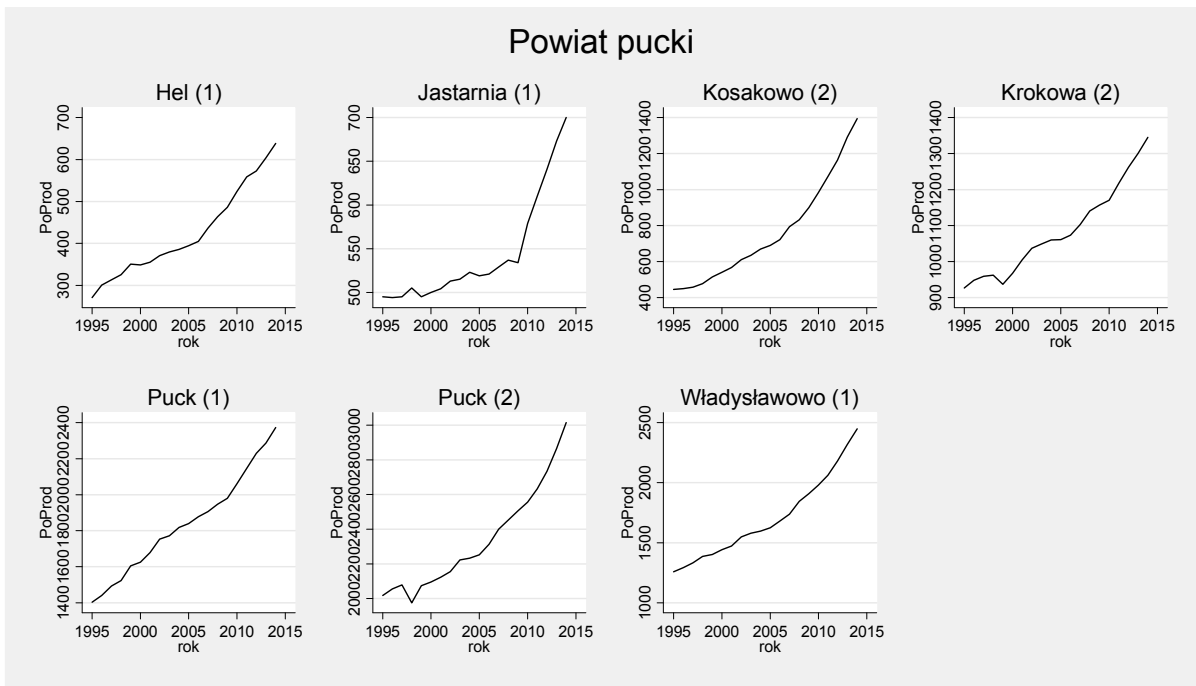 Powiat pucki
Hel (1)
PoProd
300 400 500 600 700
1995 2000 2005 2010 2015
rok
Jastarnia (1)
PoProd
500 550 600 650 700
1995 2000 2005 2010 2015
rok
Kosakowo (2)
PoProd
400 600 800 1000 1200 1400
1995 2000 2005 2010 2015
rok
Krokowa (2)
PoProd
900 1000 1100 1200 1300 1400
1995 2000 2005 2010 2015
rok
Puck (1)
PoProd
1400 1600 1800 2000 2200 2400
1995 2000 2005 2010 2015
rok
Puck (2)
PoProd
2000 2200 2400 2600 2800 3000
1995 2000 2005 2010 2015
rok
Władysławowo (1)
PoProd
1000 1500 2000 2500
1995 2000 2005 2010 2015
rok